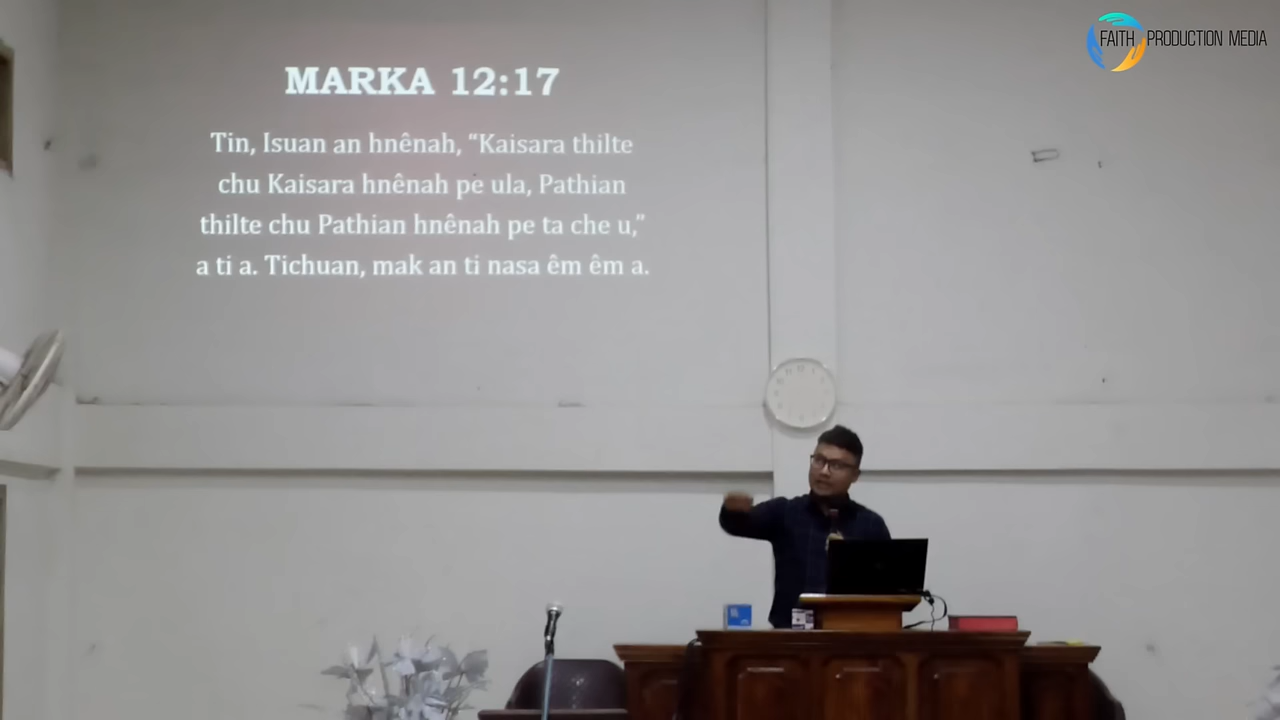 FAITH PRODUCTION MEDIA
MARKA 12:17
Tin, Isuan an hnênah, “Kaisara thilte
chu Kaisara hnênah pe ula, Pathian
thilte chu Pathian hnênah pe ta che u,”
a ti a. Tichuan, mak an ti nasa êm êm a.